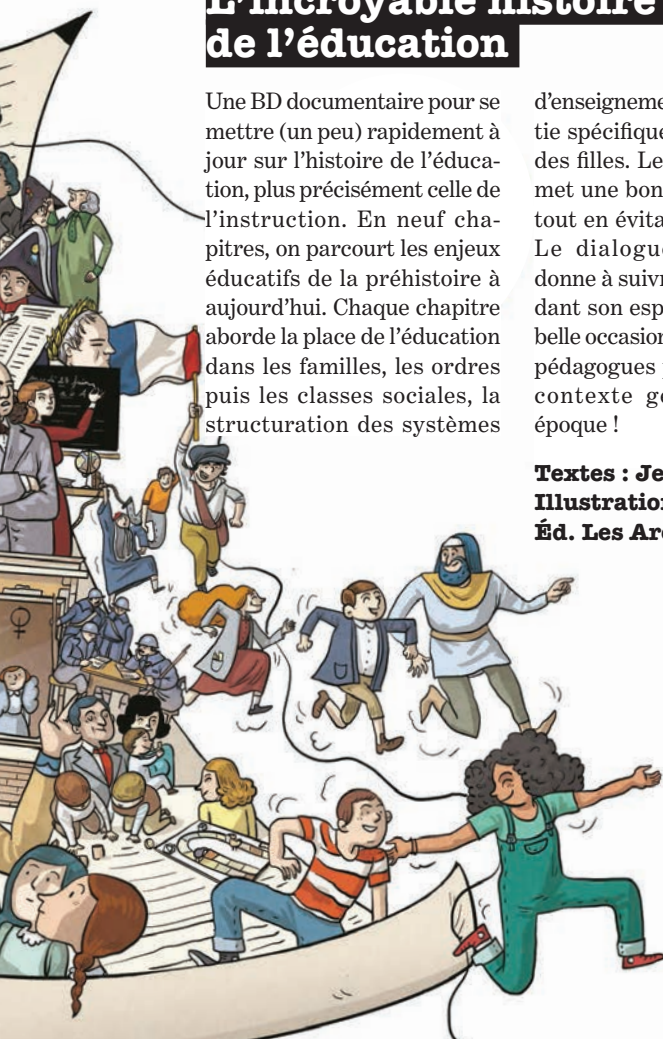 L’incroyable histoire
de l’éducation
Une BD documentaire pour se
mettre (un peu) rapidement à
jour sur l’histoire de l’éduca-
tion, plus précisément celle de
l’instruction. En neuf cha-
pitres, on parcourt les enjeux
éducatifs de la préhistoire à
aujourd’hui. Chaque chapitre
aborde la place de l’éducation
dans les familles, les ordres
puis les classes sociales, la
structuration des systèmes
d’enseigneme
tie spécifique
des filles. Le
met une bon
tout en évita
Le dialogue
donne à suivr
dant son esp
belle occasion
pédagogues
contexte g
époque !
Textes : Je
Illustration
Éd. Les Ar